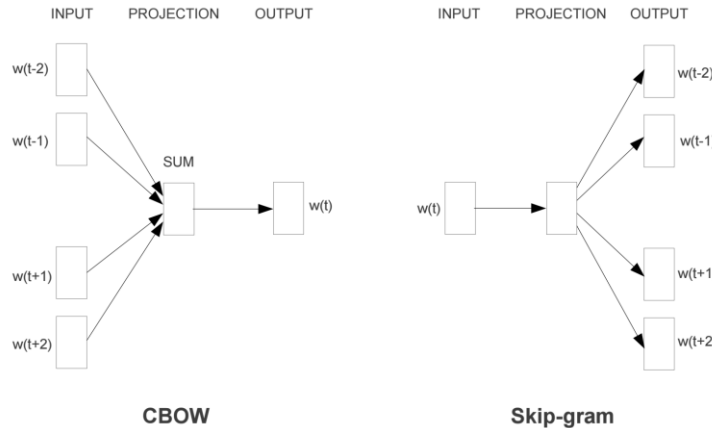 INPUT PROJECTION OUTPUT
w(t-2)
w(t-1)
SUM
w(t)
w(t+1)
w(t+2)
CBOW
INPUT PROJECTION OUTPUT
w(t-2)
w(t-1)
w(t)
w(t+1
w(t+2
Skip-gram